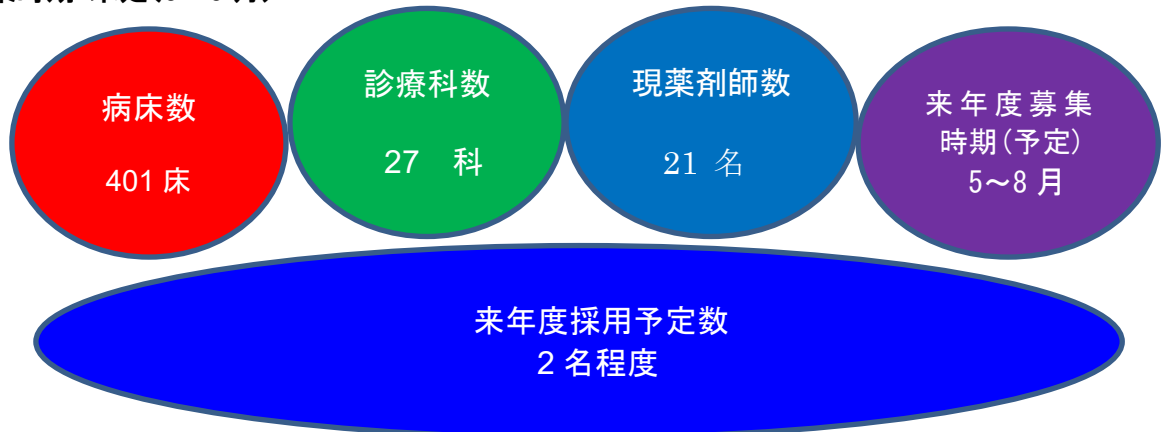 病床数
401 床
診療科数
27　科
現薬剤師数
21 名
来年度募集
時期(予定)
5～8 月
来年度採用予定数
2 名程度